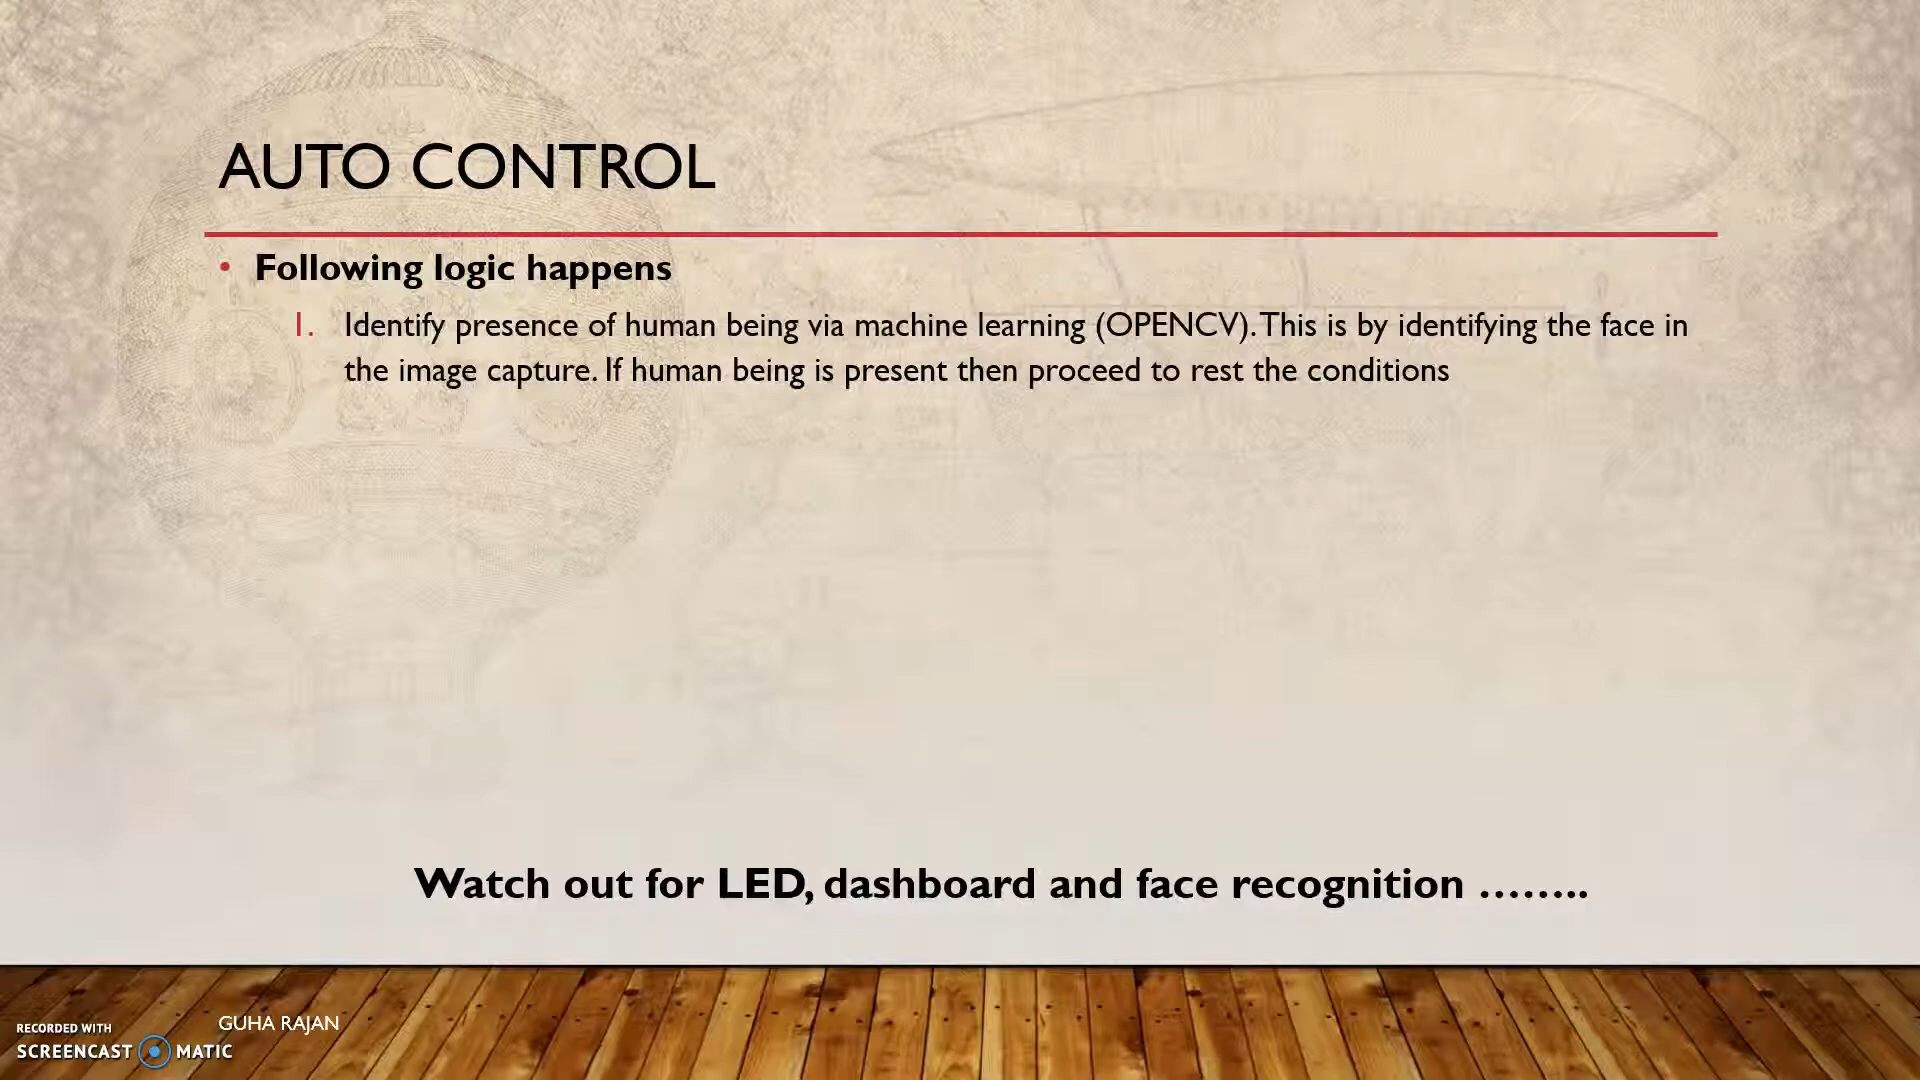 AUTO CONTROL
• Following logic happens
1. Identify presence of human being via machine learning (OPENCV). This is by identifying the face in
the image capture. If human being is present then proceed to rest the conditions
Watch out for LED, dashboard and face recognition ........
GUHA RAJAN
RECORDED WITH
SCREENCAST MATIC